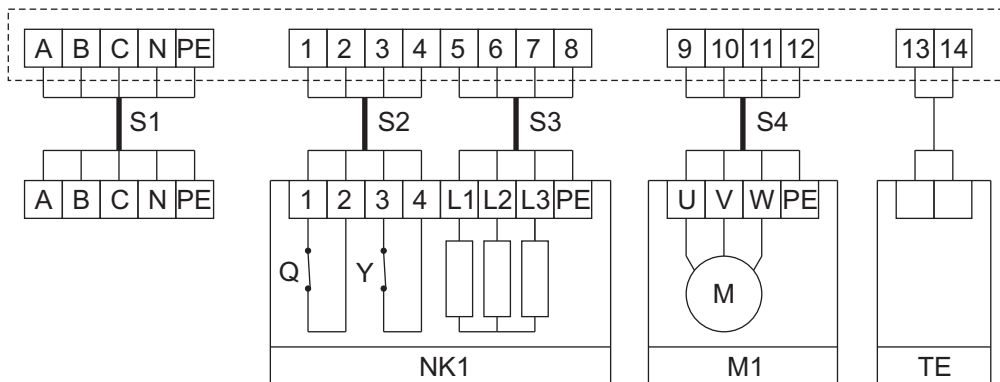 A B C N PE 1 2 3 4 5 6 7 8 9 10 11 12 13 14
S1 S2 S3 S4
A B C N PE 1 2 3 4 L1 L2 L3 PE U V W PE
Q Y M
NK1 M1 TE